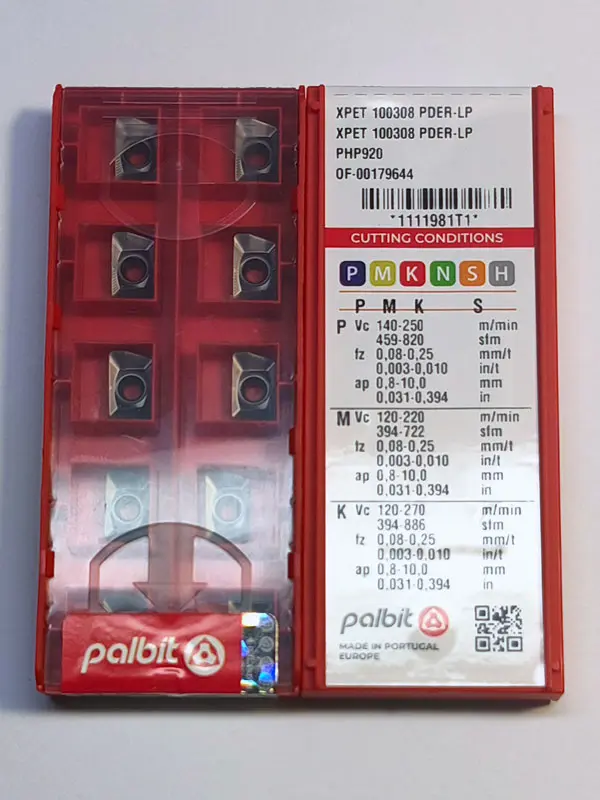 XPET 100308 PDER-LP
XPET 100308 PDER-LP
PHP920
OF-00179644
*1111981T1*
CUTTING CONDITIONS
P M K N S H
P M K S
P Vc 140-250 m/min
459-820 sfm
fz 0,08-0,25 mm/t
0,003-0,010 in/t
ap 0,8-10,0 mm
0,031-0,394 in
M Vc 120-220 m/min
394-722 sfm
fz 0,08-0,25 mm/t
0,003-0,010 in/t
ap 0,8-10,0 mm
0,031-0,394 in
K Vc 120-270 m/min
394-886 sfm
fz 0,08-0,25 mm/t
0,003-0,010 in/t
ap 0,8-10,0 mm
0,031-0,394 in
palbit
MADE IN PORTUGAL
EUROPE
palbit